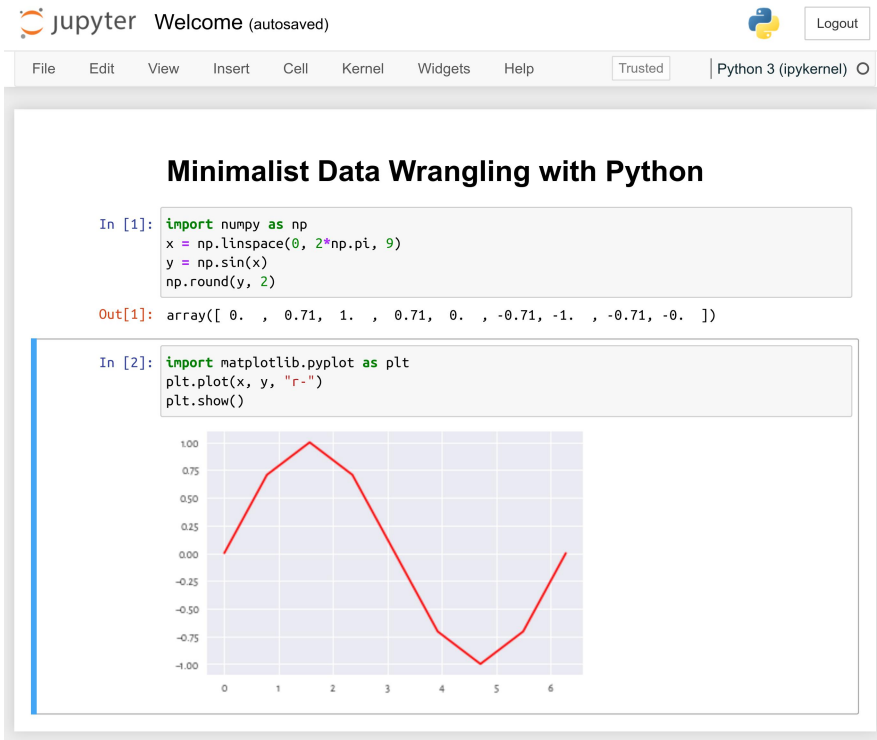 jupyter Welcome (autosaved) Logout
File Edit View Insert Cell Kernel Widgets Help Trusted Python 3 (ipykernel)
Minimalist Data Wrangling with Python
In [1]: import numpy as np
x = np.linspace(0, 2*np.pi, 9)
y = np.sin(x)
np.round(y, 2)
Out[1]: array([ 0.  ,  0.71,  1.  ,  0.71,  0.  , -0.71, -1.  , -0.71, -0.  ])
In [2]: import matplotlib.pyplot as plt
plt.plot(x, y, "r-")
plt.show()
1.00
0.75
0.50
0.25
0.00
−0.25
−0.50
−0.75
−1.00
0 1 2 3 4 5 6